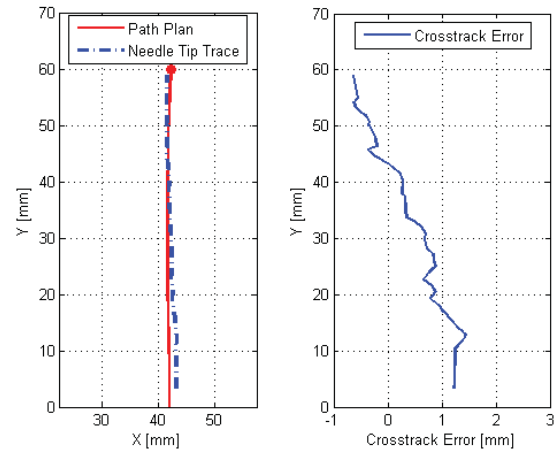 70
60
50
40
30
20
10
0
Y [mm]
30 40 50
X [mm]
Path Plan
Needle Tip Trace
70
60
50
40
30
20
10
0
Y [mm]
-1 0 1 2 3
Crosstrack Error [mm]
Crosstrack Error